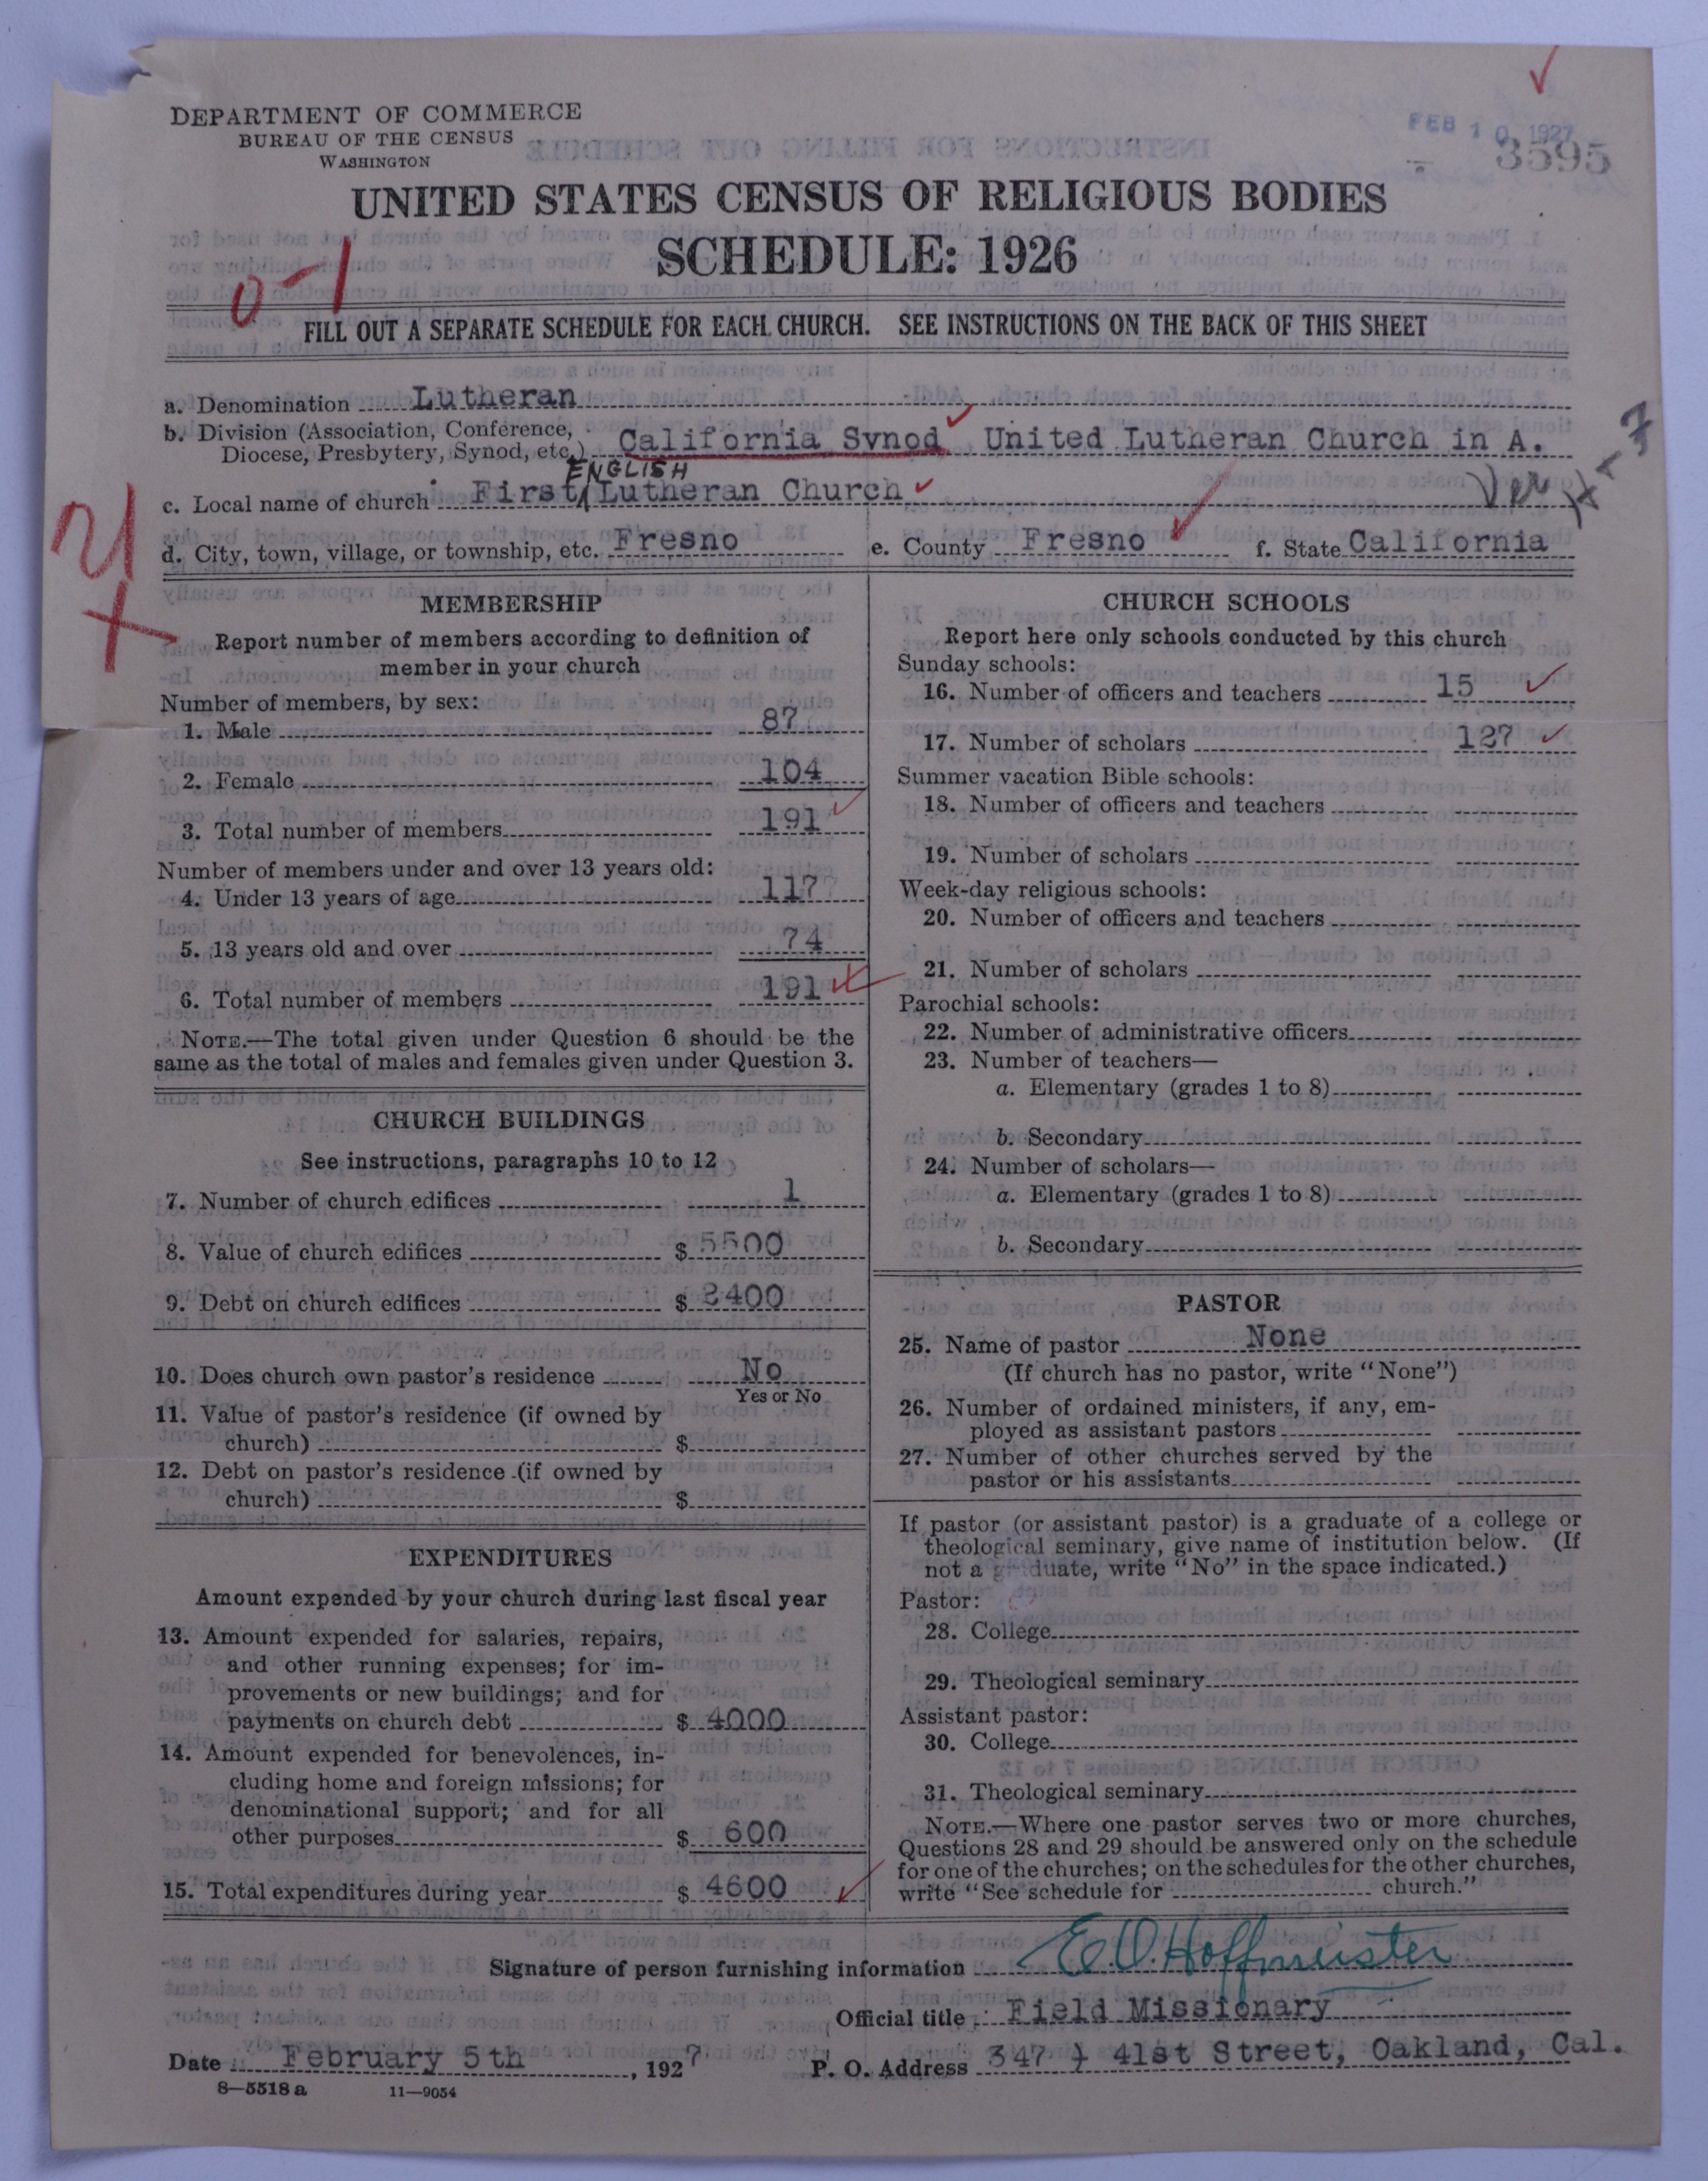 DEPARTMENT OF COMMERCE
BUREAU OF THE CENSUS
WASHINGTON
FEB 10 1927
3595
UNITED STATES CENSUS OF RELIGIOUS BODIES
SCHEDULE: 1926
0-1
FILL OUT A SEPARATE SCHEDULE FOR EACH CHURCH. SEE INSTRUCTIONS ON THE BACK OF THIS SHEET
a. Denomination Lutheran
b. Division (Association, Conference,
Diocese, Presbytery, Synod, etc.) California Synod United Lutheran Church in A.
ENGLISH
c. Local name of church First Lutheran Church
d. City, town, village, or township, etc. Fresno e. County Fresno f. State California
MEMBERSHIP
Report number of members according to definition of
member in your church
Number of members, by sex:
1. Male 87
2. Female 104
3. Total number of members 191
Number of members under and over 13 years old:
4. Under 13 years of age 117
5. 13 years old and over 74
6. Total number of members 191
NOTE.—The total given under Question 6 should be the
same as the total of males and females given under Question 3.
CHURCH BUILDINGS
See instructions, paragraphs 10 to 12
7. Number of church edifices 1
8. Value of church edifices $ 5500
9. Debt on church edifices $ 2400
10. Does church own pastor's residence No
Yes or No
11. Value of pastor's residence (if owned by
church) $
12. Debt on pastor's residence (if owned by
church) $
EXPENDITURES
Amount expended by your church during last fiscal year
13. Amount expended for salaries, repairs,
and other running expenses; for im-
provements or new buildings; and for
payments on church debt $ 4000
14. Amount expended for benevolences, in-
cluding home and foreign missions; for
denominational support; and for all
other purposes $ 600
15. Total expenditures during year $ 4600
CHURCH SCHOOLS
Report here only schools conducted by this church
Sunday schools:
16. Number of officers and teachers 15
17. Number of scholars 127
Summer vacation Bible schools:
18. Number of officers and teachers
19. Number of scholars
Week-day religious schools:
20. Number of officers and teachers
21. Number of scholars
Parochial schools:
22. Number of administrative officers
23. Number of teachers—
a. Elementary (grades 1 to 8)
b. Secondary
24. Number of scholars—
a. Elementary (grades 1 to 8)
b. Secondary
PASTOR
25. Name of pastor None
(If church has no pastor, write "None")
26. Number of ordained ministers, if any, em-
ployed as assistant pastors
27. Number of other churches served by the
pastor or his assistants
If pastor (or assistant pastor) is a graduate of a college or
theological seminary, give name of institution below. (If
not a graduate, write "No" in the space indicated.)
Pastor:
28. College
29. Theological seminary
Assistant pastor:
30. College
31. Theological seminary
NOTE.—Where one pastor serves two or more churches,
Questions 28 and 29 should be answered only on the schedule
for one of the churches; on the schedules for the other churches,
write "See schedule for church."
Signature of person furnishing information E.O. Hoffmeister
Official title Field Missionary
Date February 5th, 1927 P. O. Address 347 41st Street, Oakland, Cal.
8—5518 a 11—9054